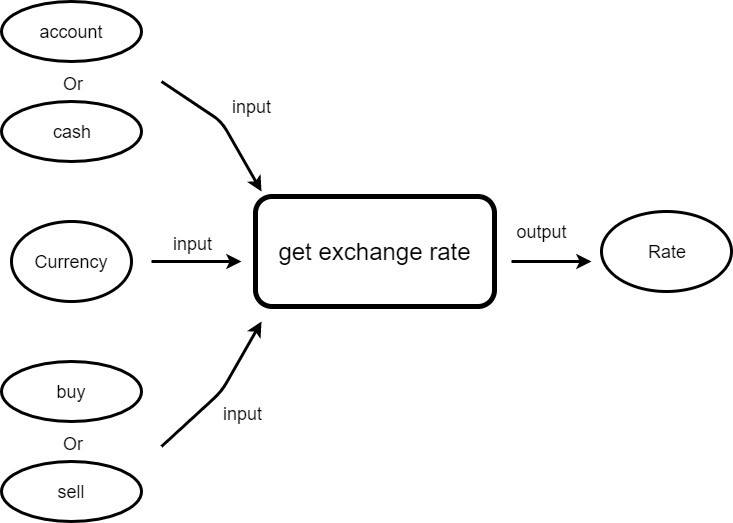 account
Or
cash
input
Currency
input
get exchange rate
output
Rate
buy
Or
sell
input